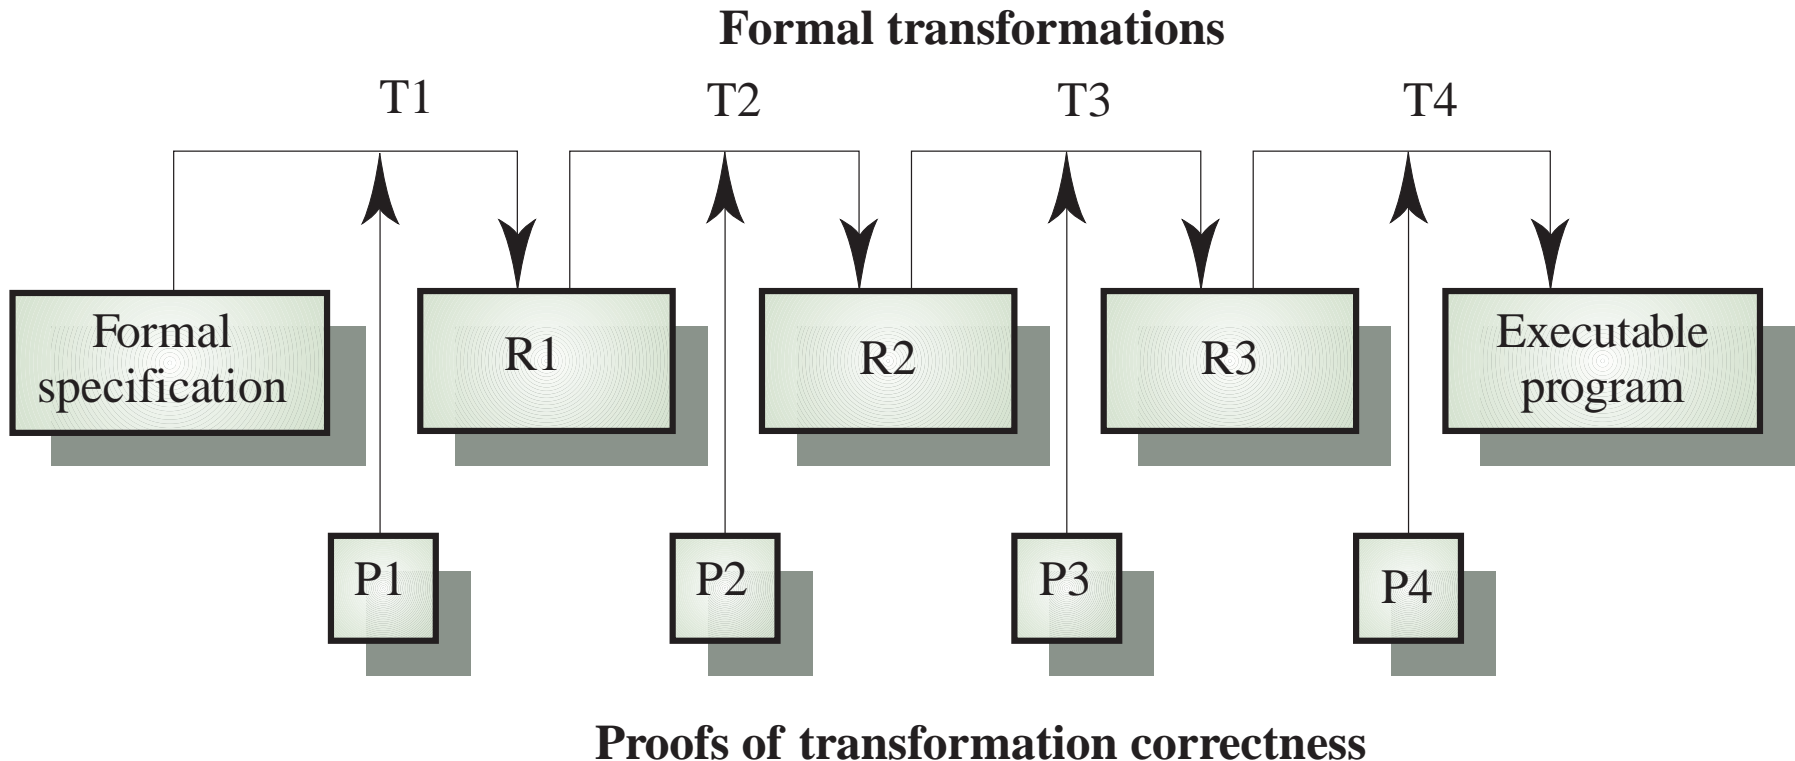 Formal transformations
T1
T2
T3
T4
Formal
specification
R1
R2
R3
Executable
program
P1
P2
P3
P4
Proofs of transformation correctness